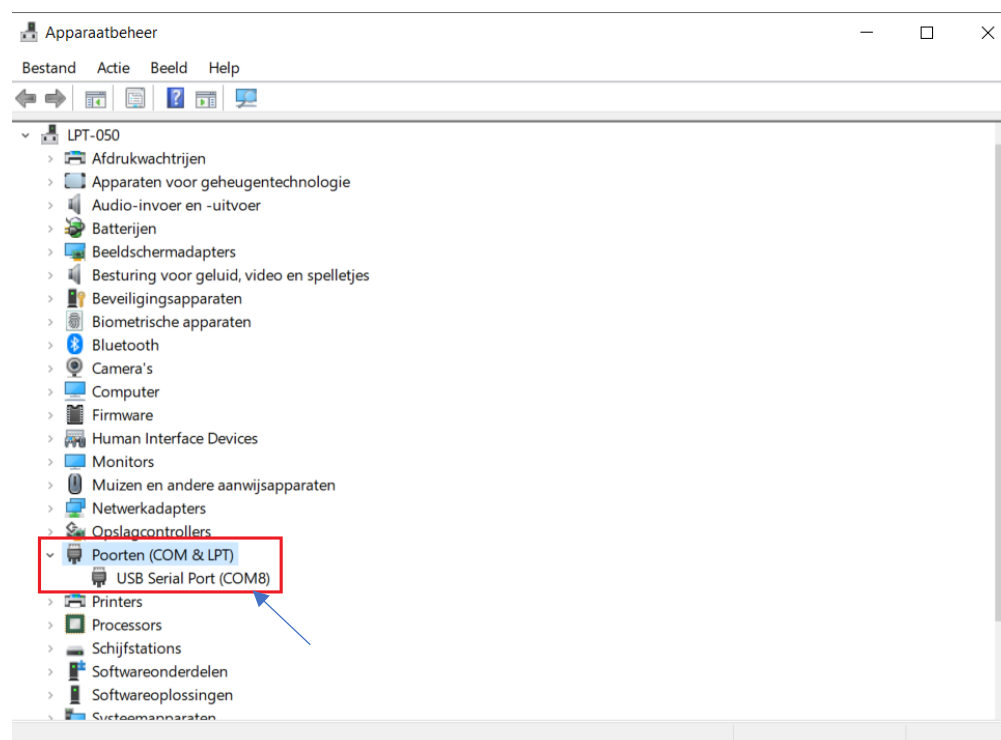 Apparaatbeheer
Bestand Actie Beeld Help
LPT-050
Afdrukwachtrijen
Apparaten voor geheugentechnologie
Audio-invoer en -uitvoer
Batterijen
Beeldschermadapters
Besturing voor geluid, video en spelletjes
Beveiligingsapparaten
Biometrische apparaten
Bluetooth
Camera's
Computer
Firmware
Human Interface Devices
Monitors
Muizen en andere aanwijsapparaten
Netwerkadapters
Opslagcontrollers
Poorten (COM & LPT)
USB Serial Port (COM8)
Printers
Processors
Schijfstations
Softwareonderdelen
Softwareoplossingen
Systeemapparaten